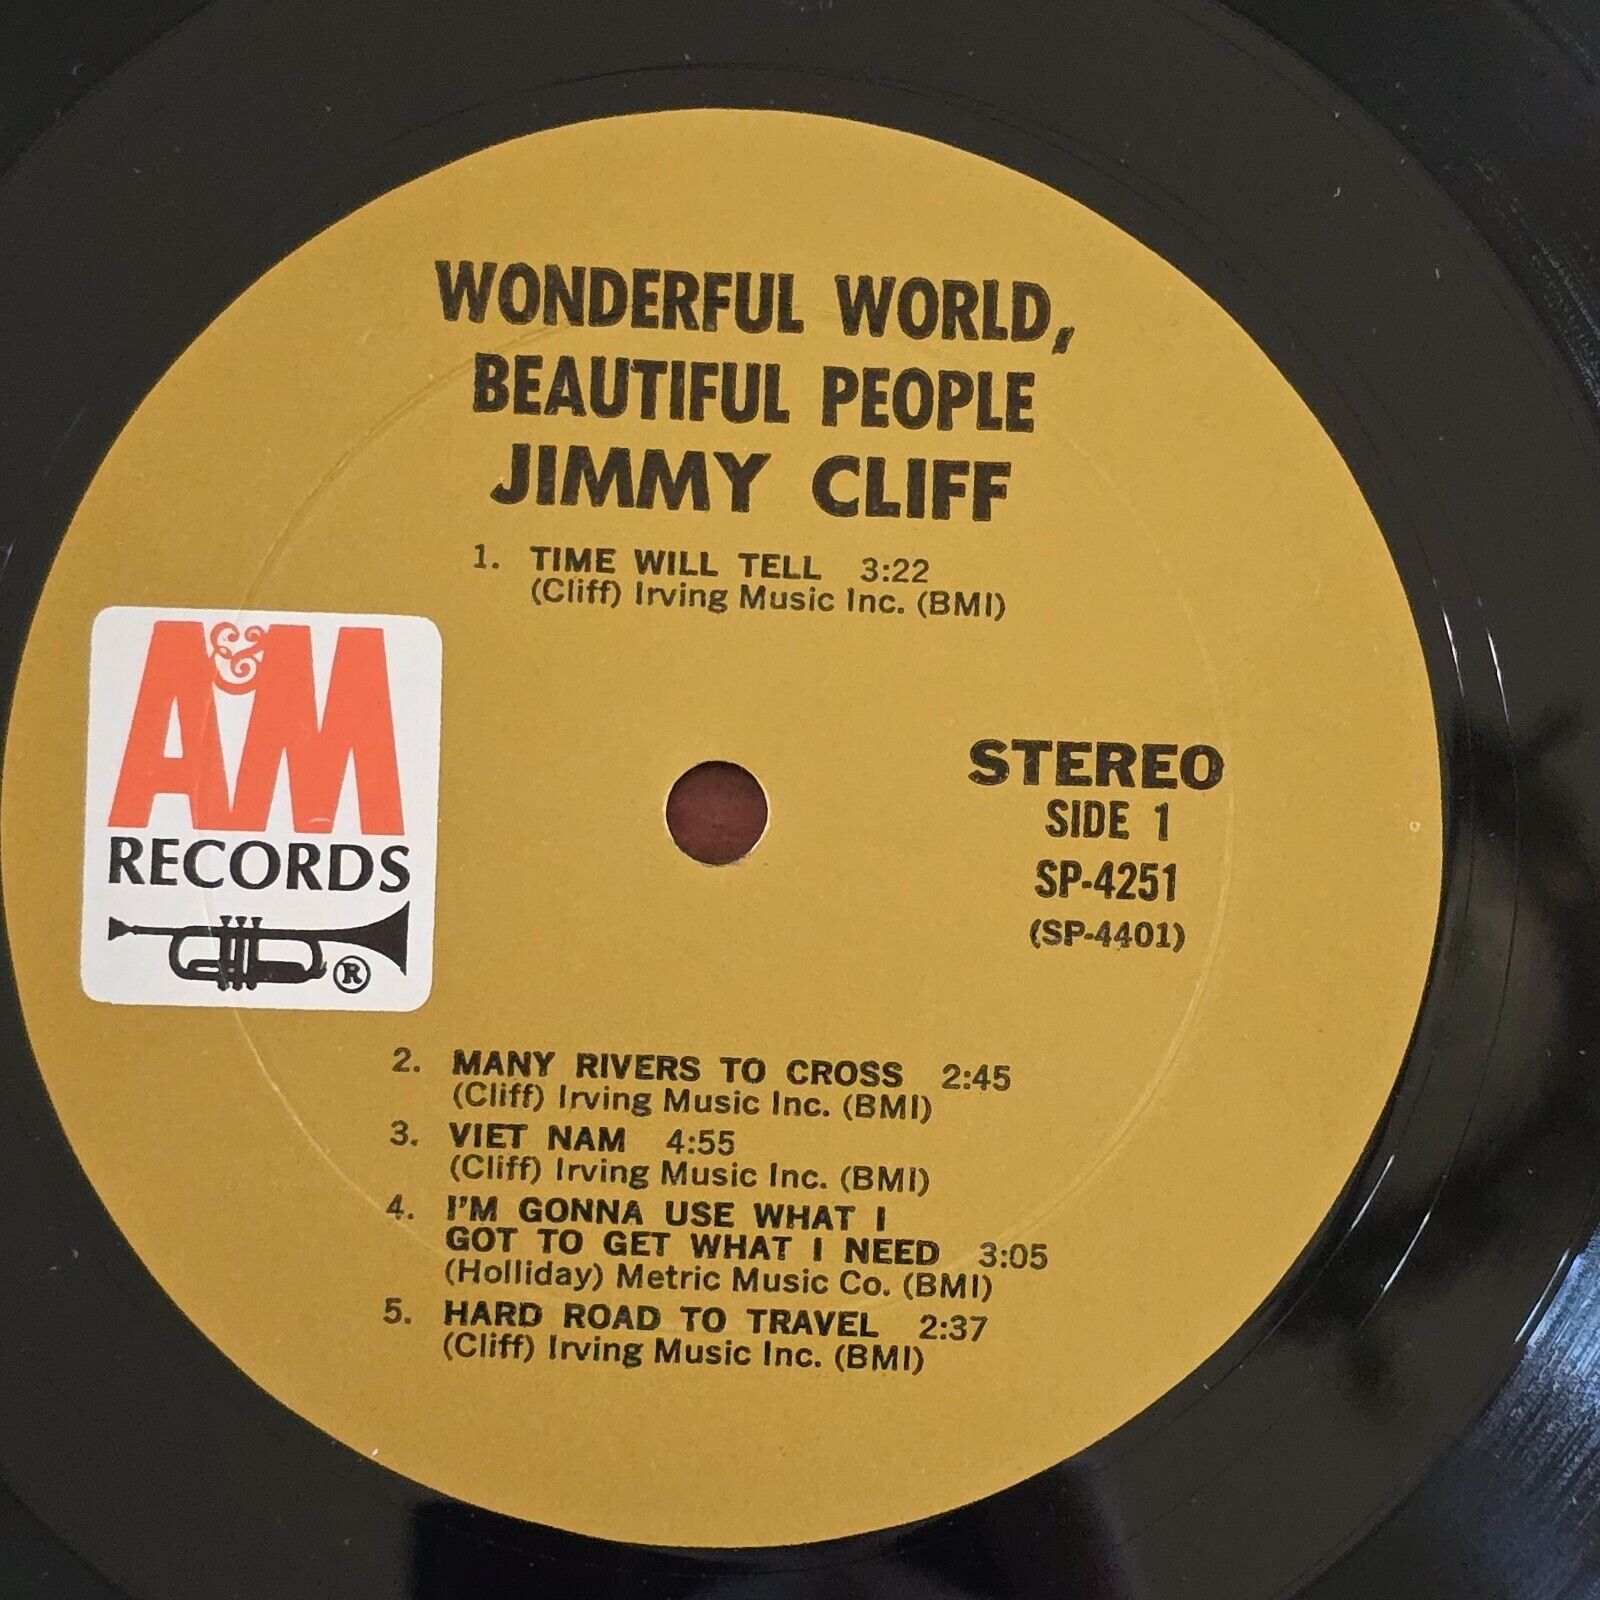 WONDERFUL WORLD,
BEAUTIFUL PEOPLE
JIMMY CLIFF
1. TIME WILL TELL 3:22
(Cliff) Irving Music Inc. (BMI)
A&M
RECORDS
®
STEREO
SIDE 1
SP-4251
(SP-4401)
2. MANY RIVERS TO CROSS 2:45
(Cliff) Irving Music Inc. (BMI)
3. VIET NAM 4:55
(Cliff) Irving Music Inc. (BMI)
4. I'M GONNA USE WHAT I
GOT TO GET WHAT I NEED 3:05
(Holliday) Metric Music Co. (BMI)
5. HARD ROAD TO TRAVEL 2:37
(Cliff) Irving Music Inc. (BMI)